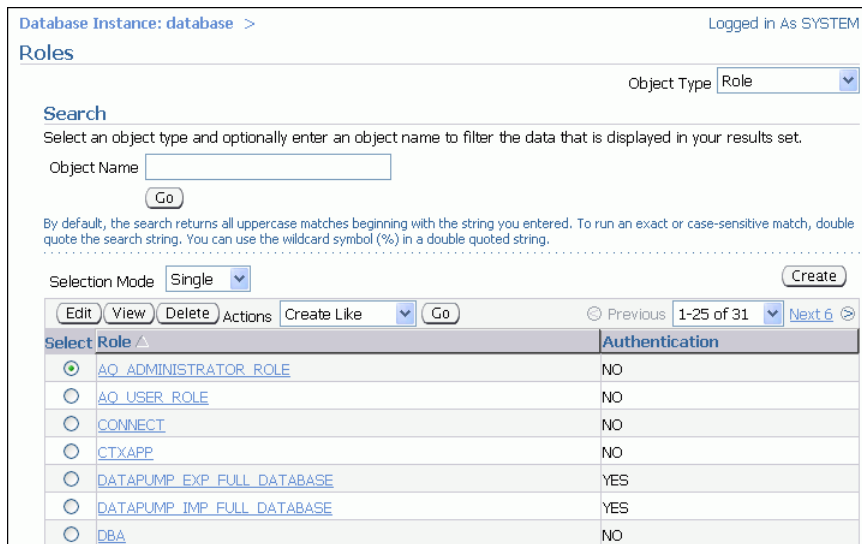 Database Instance: database > Logged in As SYSTEM
Roles
Object Type Role
Search
Select an object type and optionally enter an object name to filter the data that is displayed in your results set.
Object Name
Go
By default, the search returns all uppercase matches beginning with the string you entered. To run an exact or case-sensitive match, double
quote the search string. You can use the wildcard symbol (%) in a double quoted string.
Selection Mode Single Create
Edit View Delete Actions Create Like Go Previous 1-25 of 31 Next 6
Select Role Authentication
AQ_ADMINISTRATOR_ROLE NO
AQ_USER_ROLE NO
CONNECT NO
CTXAPP NO
DATAPUMP_EXP_FULL_DATABASE YES
DATAPUMP_IMP_FULL_DATABASE YES
DBA NO